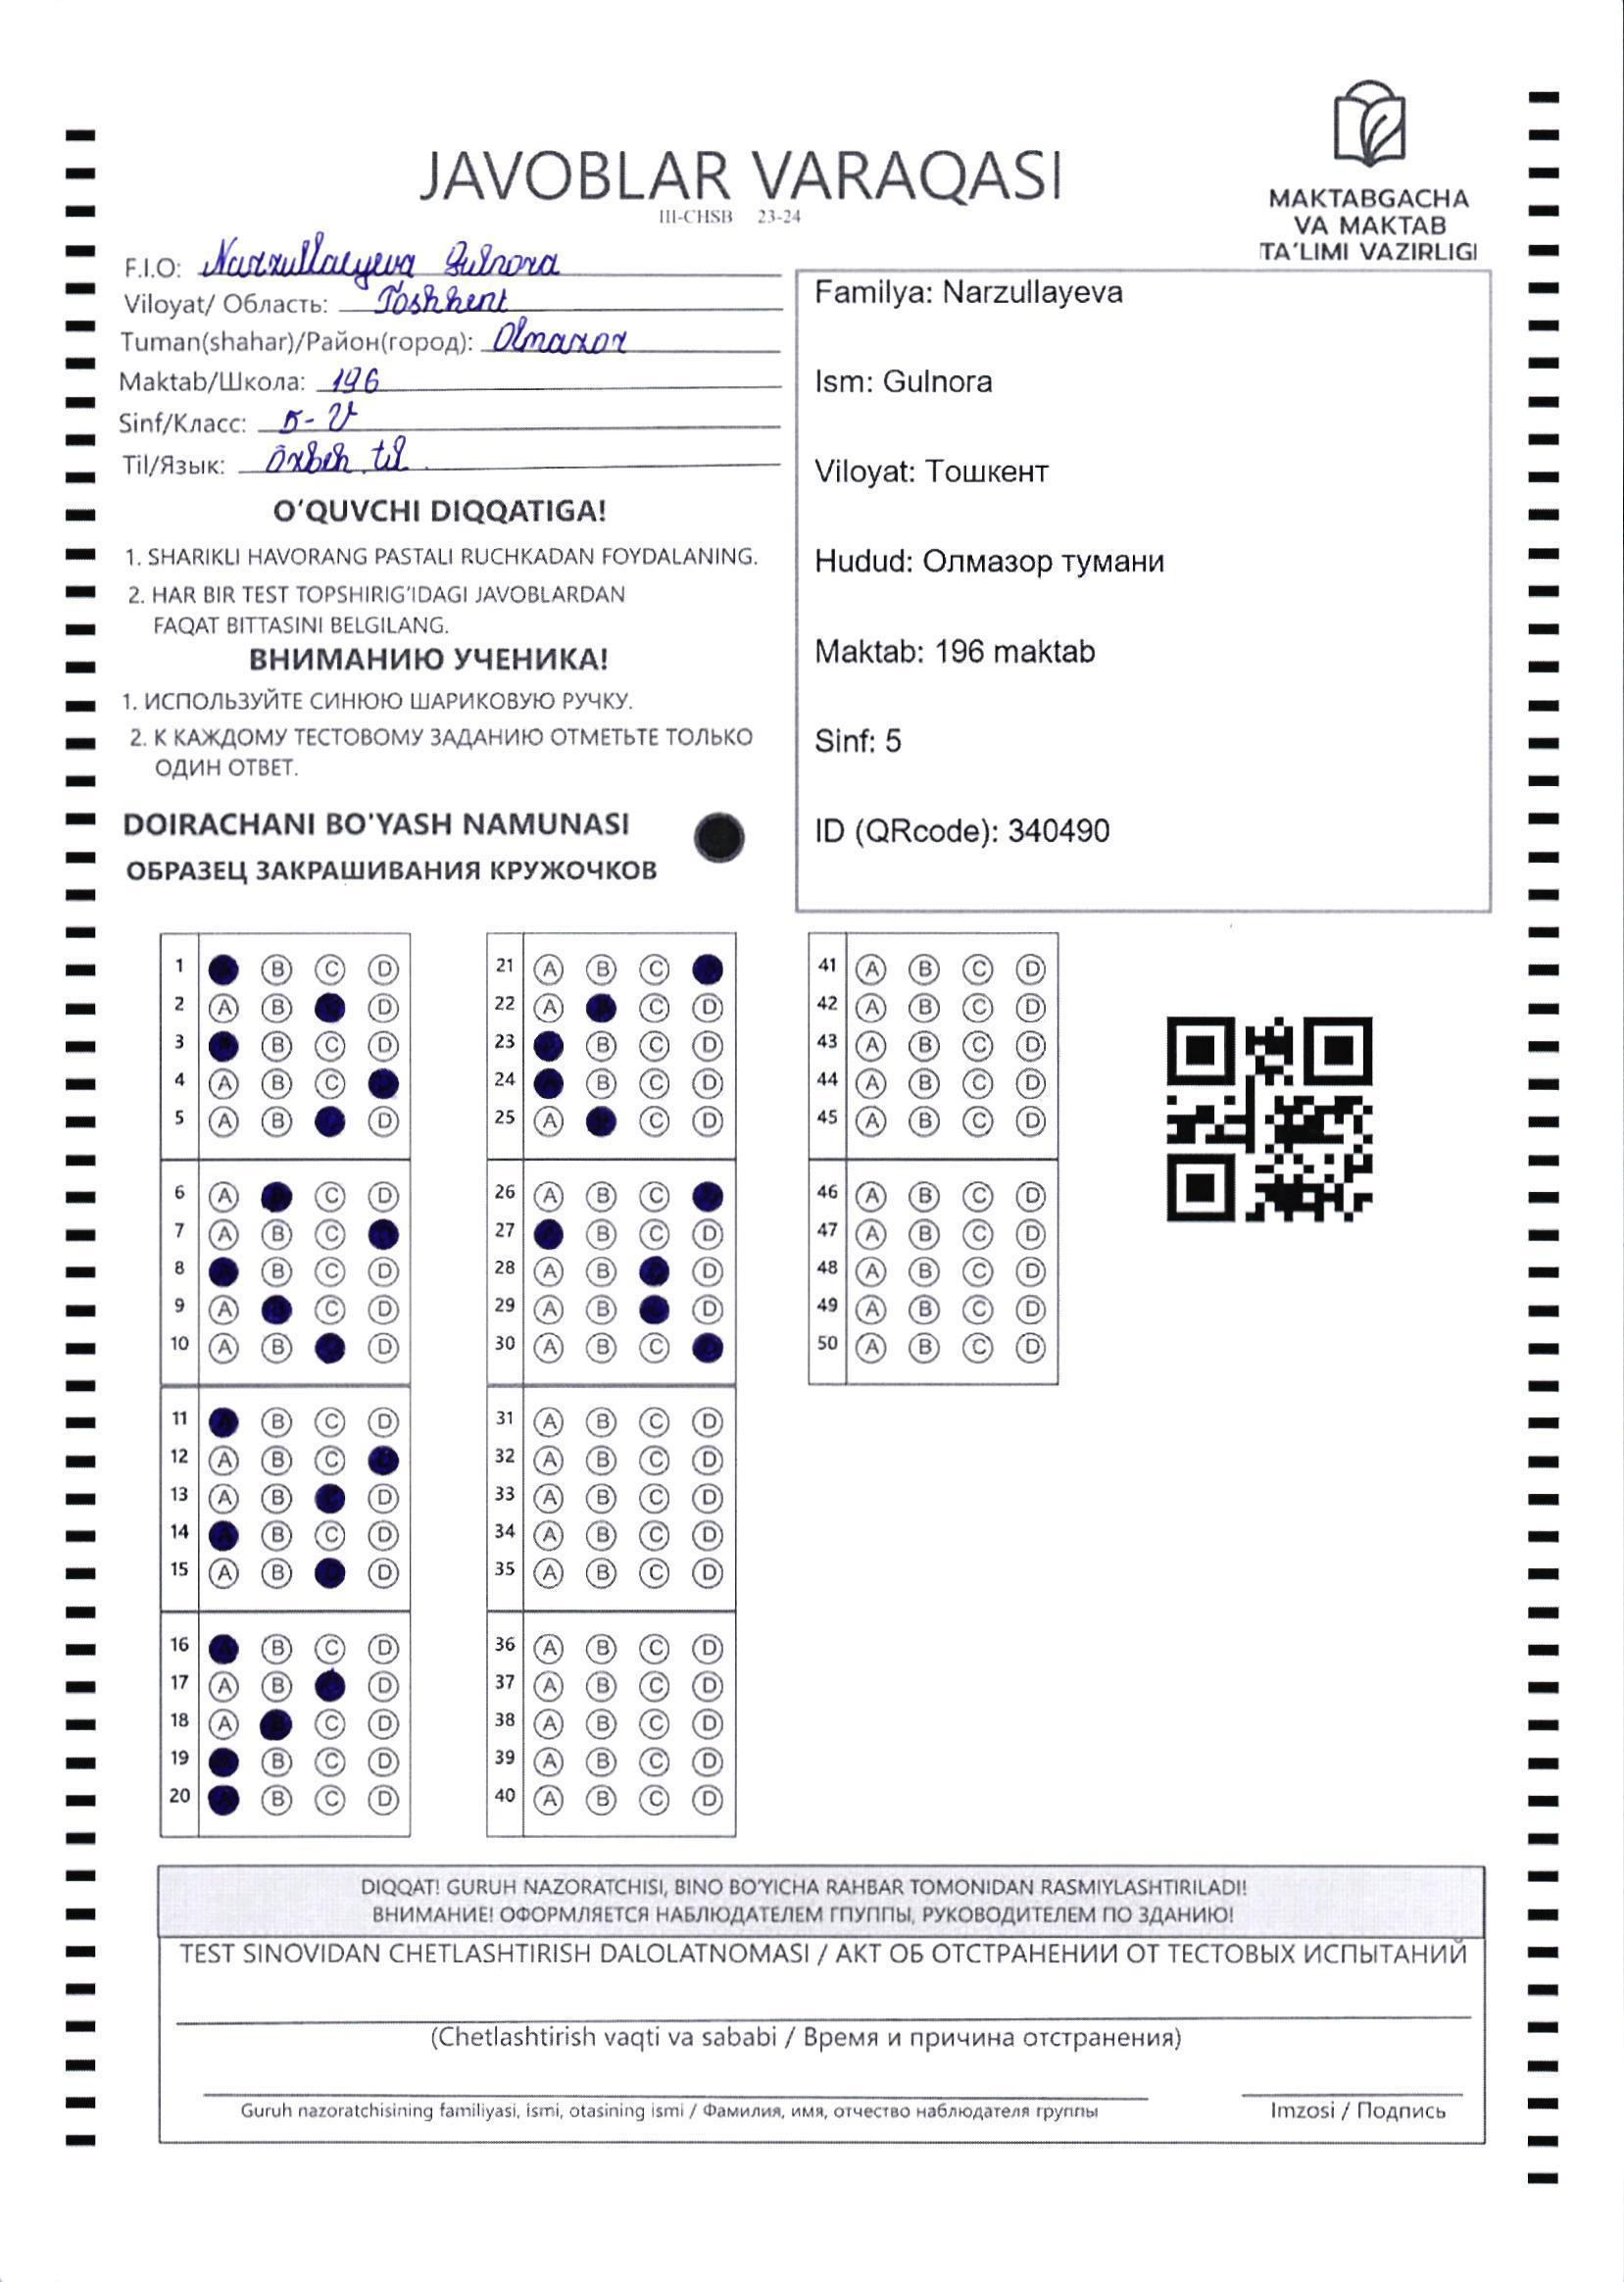 JAVOBLAR VARAQASI
III-CHSB 23-24
MAKTABGACHA
VA MAKTAB
TA'LIMI VAZIRLIGI
F.I.O: Narzullayeva Gulnora
Viloyat/ Область: Toshkent
Tuman(shahar)/Район(город): Olmazor
Maktab/Школа: 196
Sinf/Класс: 5-V
Til/Язык: õzbek til
O'QUVCHI DIQQATIGA!
1. SHARIKLI HAVORANG PASTALI RUCHKADAN FOYDALANING.
2. HAR BIR TEST TOPSHIRIG'IDAGI JAVOBLARDAN
FAQAT BITTASINI BELGILANG.
ВНИМАНИЮ УЧЕНИКА!
1. ИСПОЛЬЗУЙТЕ СИНЮЮ ШАРИКОВУЮ РУЧКУ.
2. К КАЖДОМУ ТЕСТОВОМУ ЗАДАНИЮ ОТМЕТЬТЕ ТОЛЬКО
ОДИН ОТВЕТ.
DOIRACHANI BO'YASH NAMUNASI
ОБРАЗЕЦ ЗАКРАШИВАНИЯ КРУЖОЧКОВ
Familya: Narzullayeva
Ism: Gulnora
Viloyat: Тошкент
Hudud: Олмазор тумани
Maktab: 196 maktab
Sinf: 5
ID (QRcode): 340490
1 B C D
2 A B D
3 B C D
4 A B C
5 A B D
6 A C D
7 A B C
8 B C D
9 A C D
10 A B D
11 B C D
12 A B C
13 A B D
14 B C D
15 A B D
16 B C D
17 A B D
18 A C D
19 B C D
20 B C D
21 A B C
22 A C D
23 B C D
24 B C D
25 A C D
26 A B C
27 B C D
28 A B D
29 A B D
30 A B C
31 A B C D
32 A B C D
33 A B C D
34 A B C D
35 A B C D
36 A B C D
37 A B C D
38 A B C D
39 A B C D
40 A B C D
41 A B C D
42 A B C D
43 A B C D
44 A B C D
45 A B C D
46 A B C D
47 A B C D
48 A B C D
49 A B C D
50 A B C D
DIQQAT! GURUH NAZORATCHISI, BINO BO'YICHA RAHBAR TOMONIDAN RASMIYLASHTIRILADI!
ВНИМАНИЕ! ОФОРМЛЯЕТСЯ НАБЛЮДАТЕЛЕМ ГПУППЫ, РУКОВОДИТЕЛЕМ ПО ЗДАНИЮ!
TEST SINOVIDAN CHETLASHTIRISH DALOLATNOMASI / АКТ ОБ ОТСТРАНЕНИИ ОТ ТЕСТОВЫХ ИСПЫТАНИЙ
(Chetlashtirish vaqti va sababi / Время и причина отстранения)
Guruh nazoratchisining familiyasi, ismi, otasining ismi / Фамилия, имя, отчество наблюдателя группы
Imzosi / Подпись